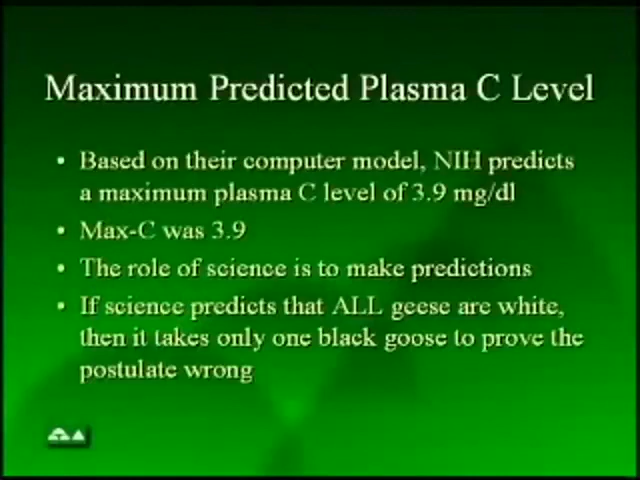 Maximum Predicted Plasma C Level
• Based on their computer model, NIH predicts
a maximum plasma C level of 3.9 mg/dl
• Max-C was 3.9
• The role of science is to make predictions
• If science predicts that ALL geese are white,
then it takes only one black goose to prove the
postulate wrong